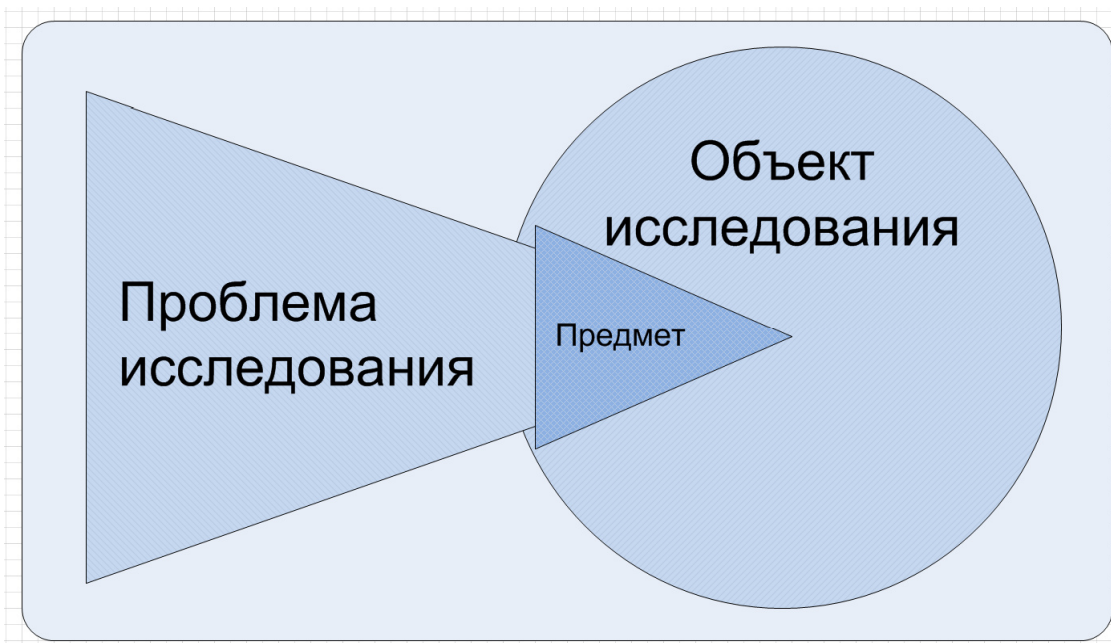 Проблема
исследования
Предмет
Объект
исследования